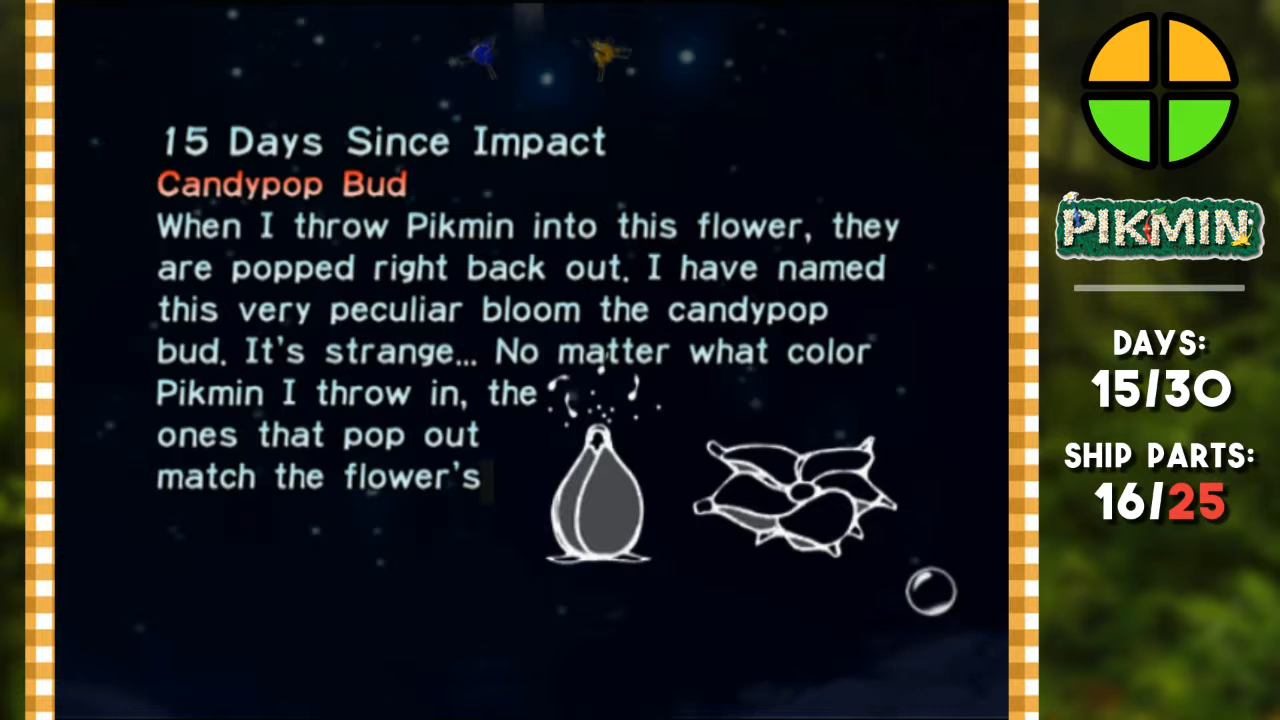 15 Days Since Impact
Candypop Bud
When I throw Pikmin into this flower, they
are popped right back out. I have named
this very peculiar bloom the candypop
bud. It's strange... No matter what color
Pikmin I throw in, the
ones that pop out
match the flower's
PIKMIN
DAYS:
15/30
SHIP PARTS:
16/25